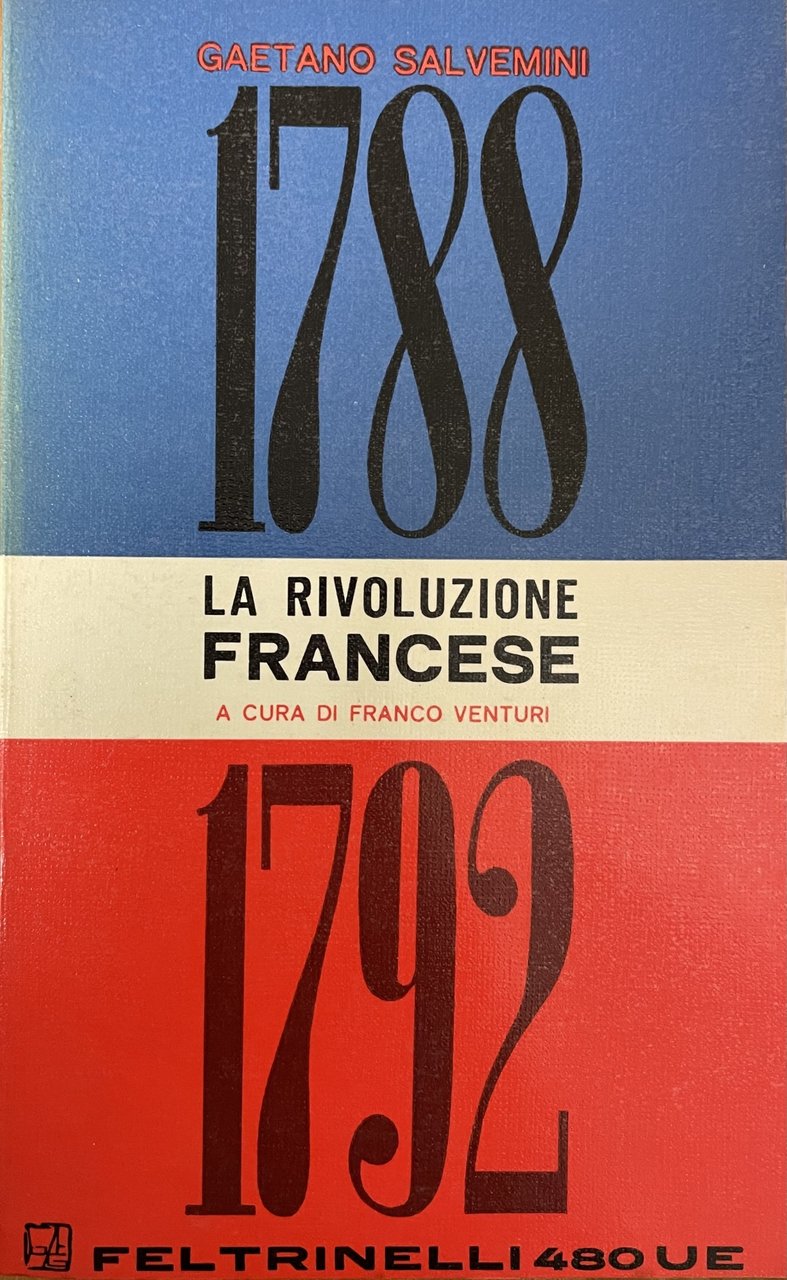 GAETANO SALVEMINI
1788
LA RIVOLUZIONE
FRANCESE
A CURA DI FRANCO VENTURI
1792
FELTRINELLI 480 UE